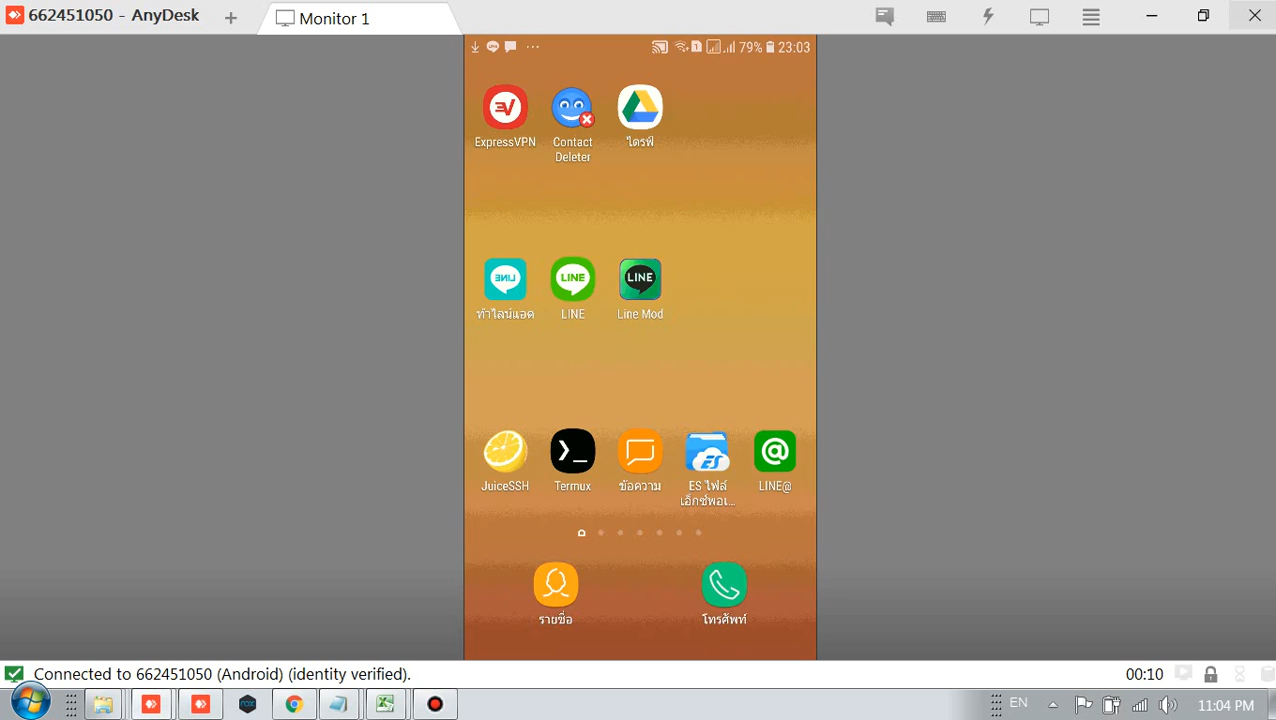 662451050 - AnyDesk
Monitor 1
79% 23:03
ExpressVPN
Contact
Deleter
ไดรฟ์
LINE
LINE
LINE
ทำไลน์แอด
LINE
Line Mod
ES
@
JuiceSSH
Termux
ข้อความ
ES ไฟล์
เอ็กซ์พอเ...
LINE@
รายชื่อ
โทรศัพท์
Connected to 662451050 (Android) (identity verified).
00:10
EN
11:04 PM